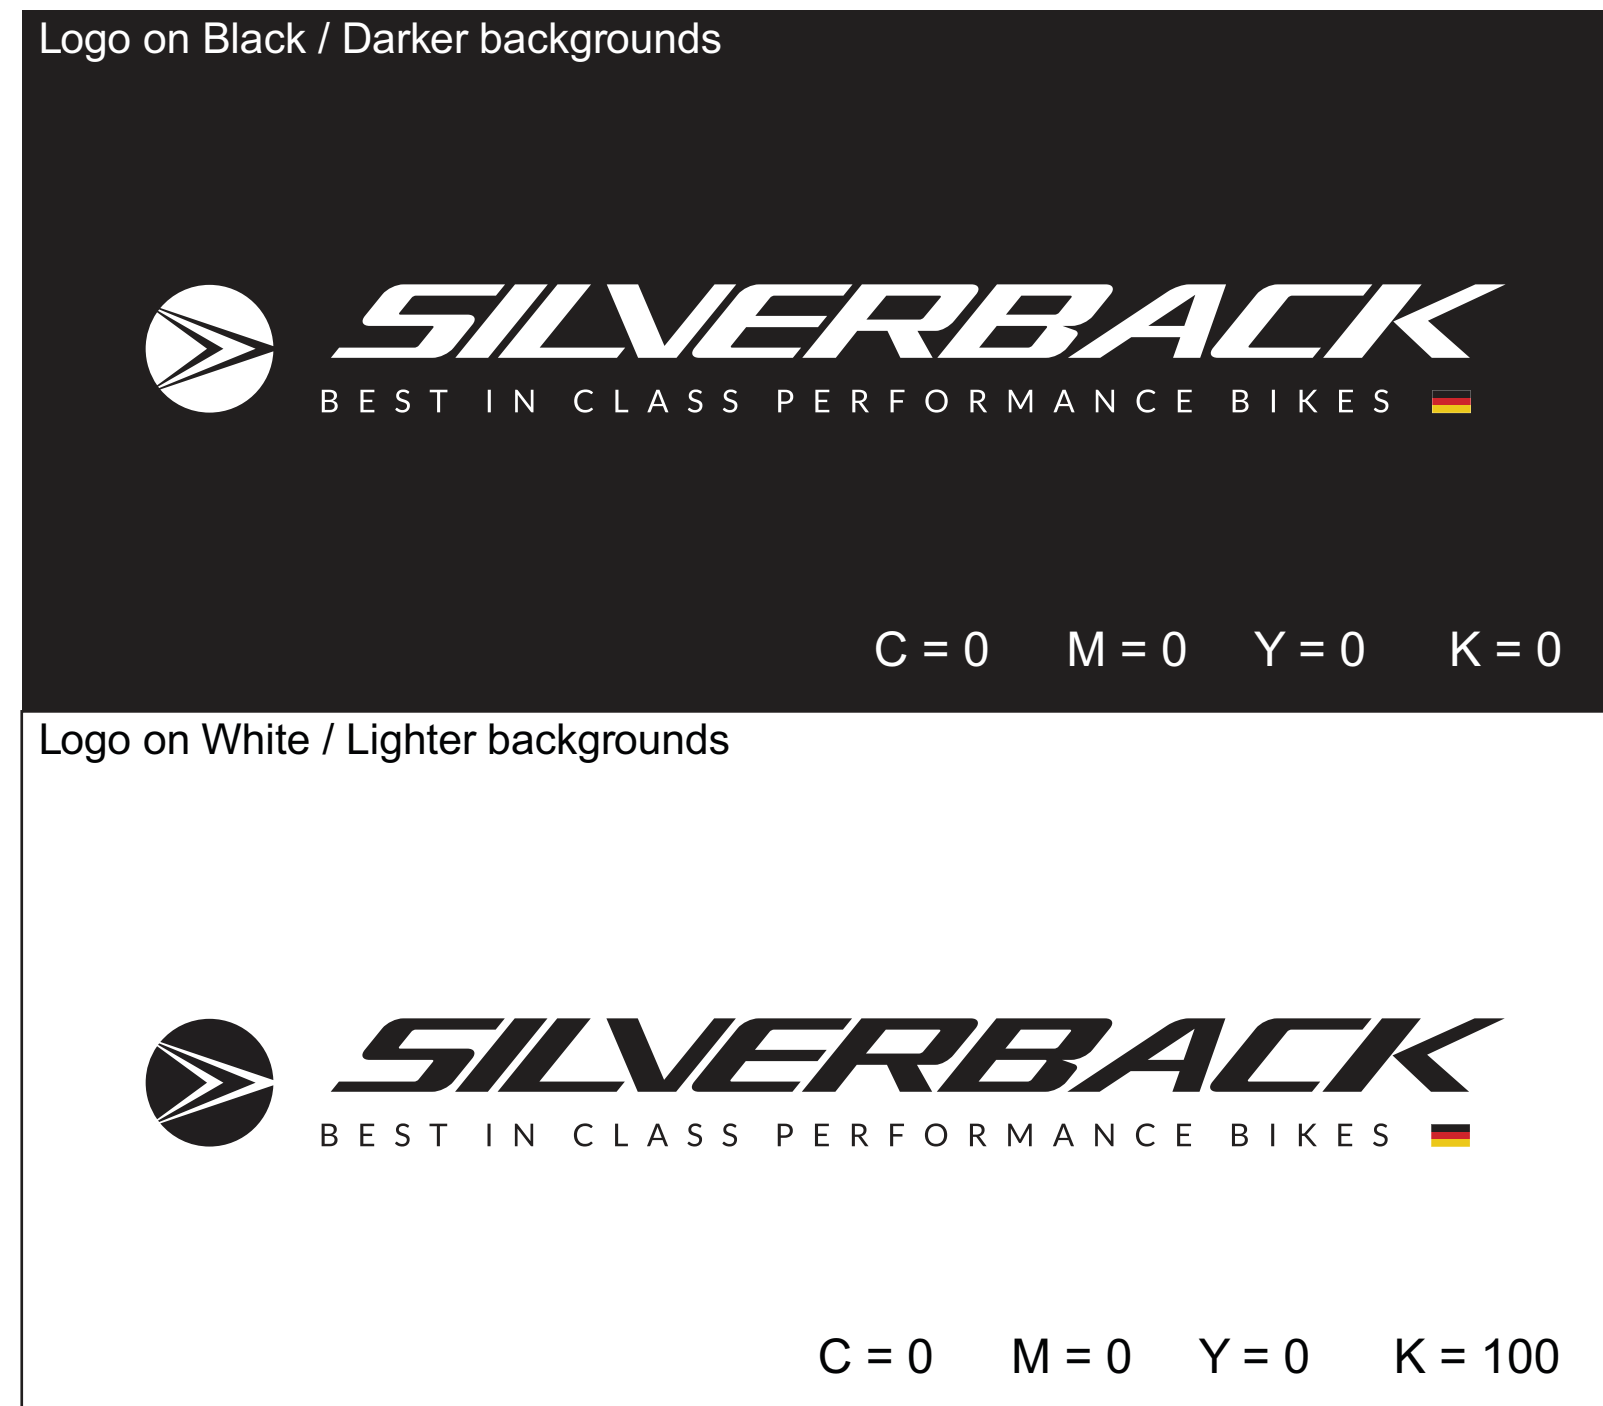 Logo on Black / Darker backgrounds
SILVERBACK
BEST IN CLASS PERFORMANCE BIKES
C = 0 M = 0 Y = 0 K = 0
Logo on White / Lighter backgrounds
SILVERBACK
BEST IN CLASS PERFORMANCE BIKES
C = 0 M = 0 Y = 0 K = 100